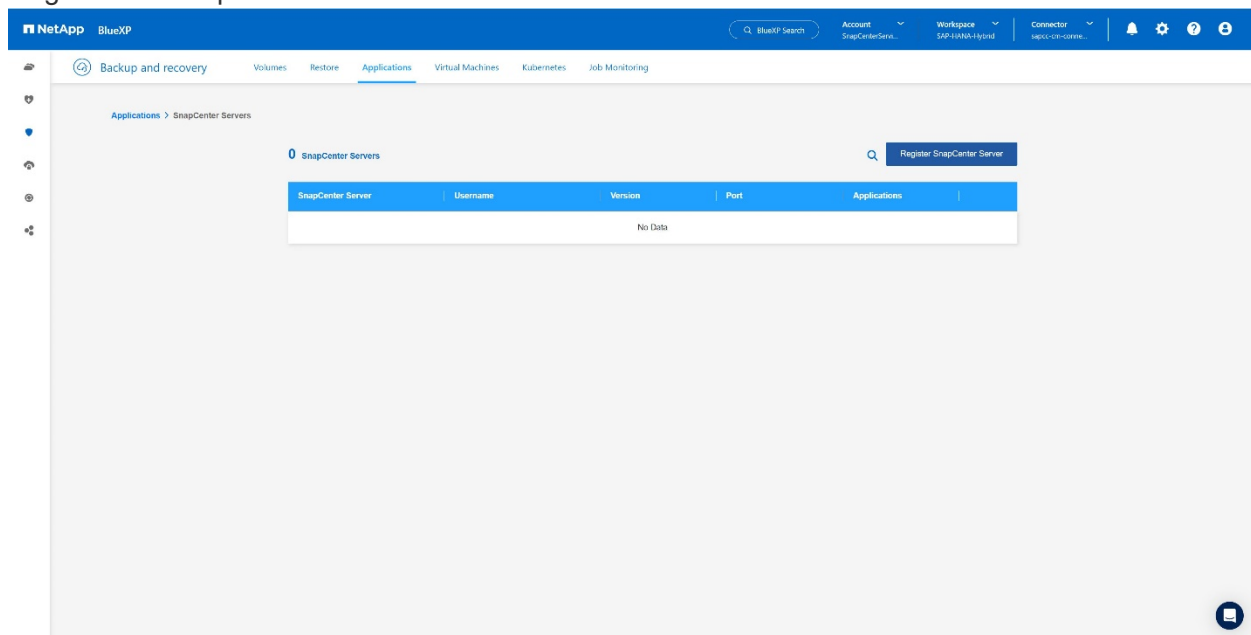 NetApp BlueXP BlueXP Search Account Workspace Connector
SnapCenterServi... SAP-HANA-Hybrid sapcc-cm-conne...
Backup and recovery Volumes Restore Applications Virtual Machines Kubernetes Job Monitoring
Applications > SnapCenter Servers
0 SnapCenter Servers Register SnapCenter Server
SnapCenter Server Username Version Port Applications
No Data